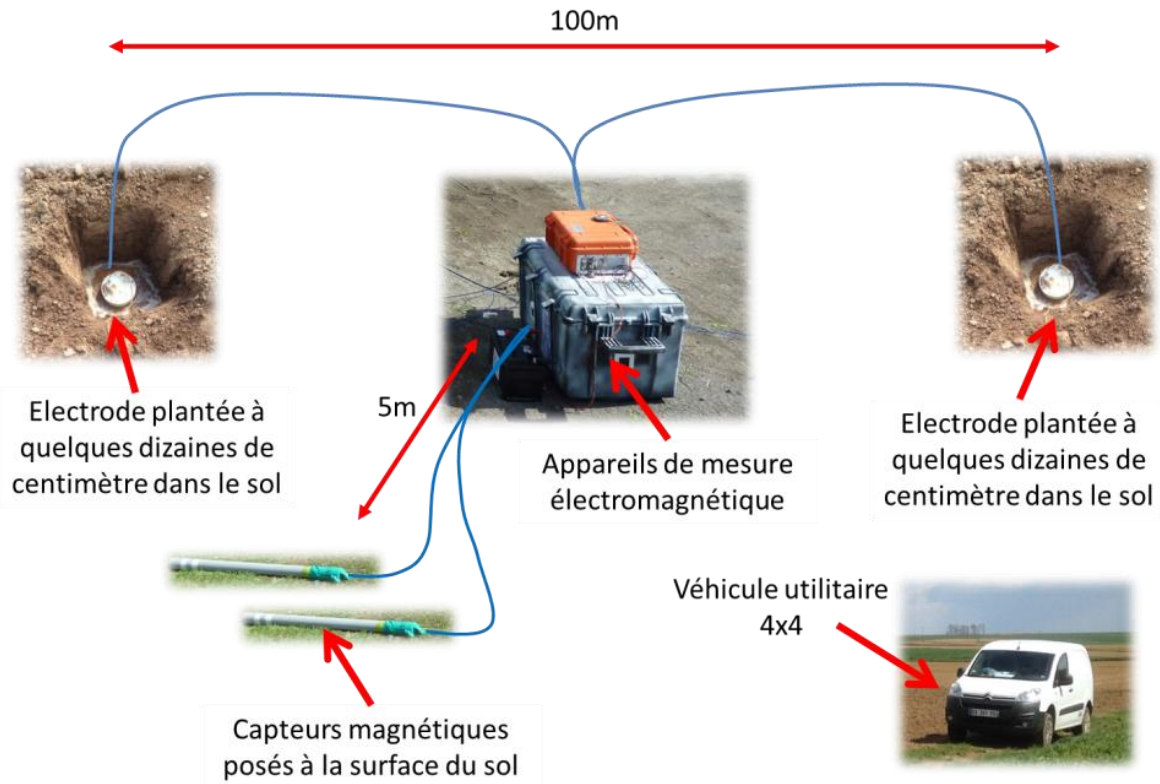 100m
Electrode plantée à
quelques dizaines de
centimètre dans le sol
5m
Appareils de mesure
électromagnétique
Electrode plantée à
quelques dizaines de
centimètre dans le sol
Véhicule utilitaire
4x4
Capteurs magnétiques
posés à la surface du sol